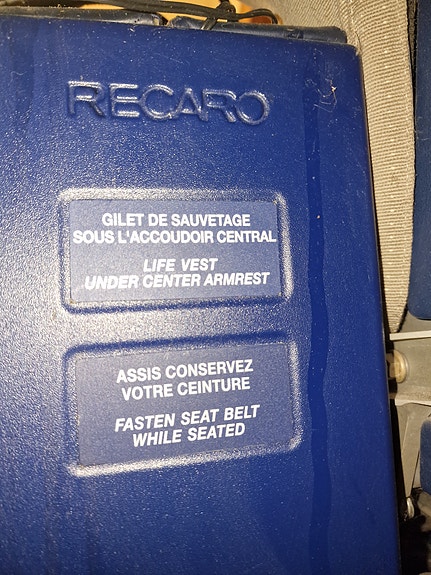 RECARO
GILET DE SAUVETAGE
SOUS L'ACCOUDOIR CENTRAL
LIFE VEST
UNDER CENTER ARMREST
ASSIS CONSERVEZ
VOTRE CEINTURE
FASTEN SEAT BELT
WHILE SEATED